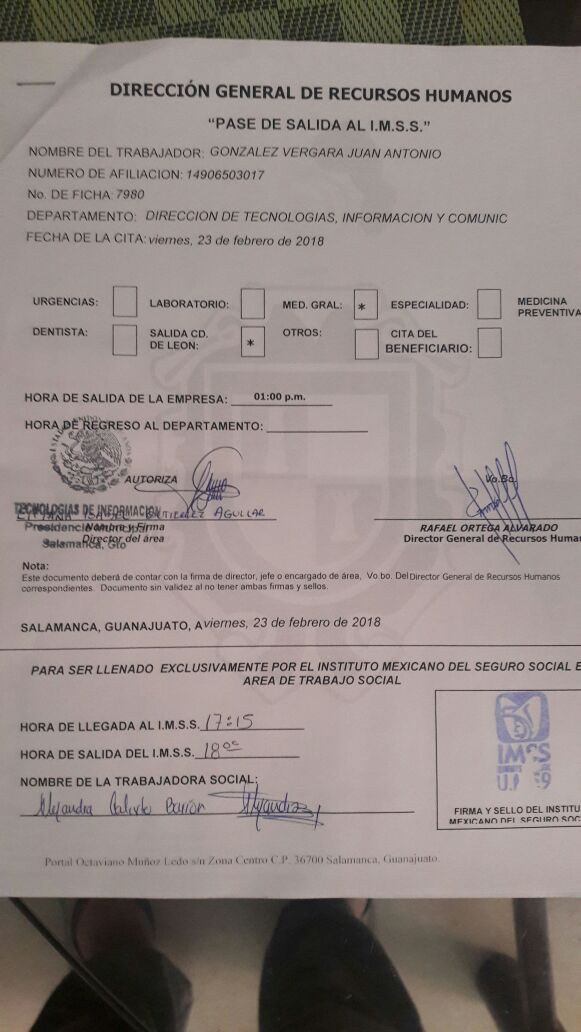 DIRECCIÓN GENERAL DE RECURSOS HUMANOS
"PASE DE SALIDA AL I.M.S.S."
NOMBRE DEL TRABAJADOR: GONZALEZ VERGARA JUAN ANTONIO
NUMERO DE AFILIACION: 14906503017
No. DE FICHA: 7980
DEPARTAMENTO: DIRECCION DE TECNOLOGIAS, INFORMACION Y COMUNIC
FECHA DE LA CITA: viernes, 23 de febrero de 2018
URGENCIAS: LABORATORIO: MED. GRAL: * ESPECIALIDAD: MEDICINA PREVENTIVA
DENTISTA: SALIDA CD. DE LEON: * OTROS: CITA DEL BENEFICIARIO:
HORA DE SALIDA DE LA EMPRESA: 01:00 p.m.
HORA DE REGRESO AL DEPARTAMENTO:
AUTORIZA Vo.Bo.
TECNOLOGIAS DE INFORMACION
AGUILAR
Presidencia
Nombre y Firma RAFAEL ORTEGA ALVARADO
Salamanca, Gto
Director del área Director General de Recursos Huma
Nota:
Este documento deberá de contar con la firma de director, jefe o encargado de área, Vo bo. Del Director General de Recursos Humanos
correspondientes. Documento sin validez al no tener ambas firmas y sellos.
SALAMANCA, GUANAJUATO, A viernes, 23 de febrero de 2018
PARA SER LLENADO EXCLUSIVAMENTE POR EL INSTITUTO MEXICANO DEL SEGURO SOCIAL E
AREA DE TRABAJO SOCIAL
HORA DE LLEGADA AL I.M.S.S. 17:15
HORA DE SALIDA DEL I.M.S.S. 18 oc
IMSS
NOMBRE DE LA TRABAJADORA SOCIAL:
Alejandra Barron
FIRMA Y SELLO DEL INSTITU
MEXICANO DEL SEGURO SOC
Portal Octaviano Muñoz Ledo s/n Zona Centro C.P. 36700 Salamanca, Guanajuato.